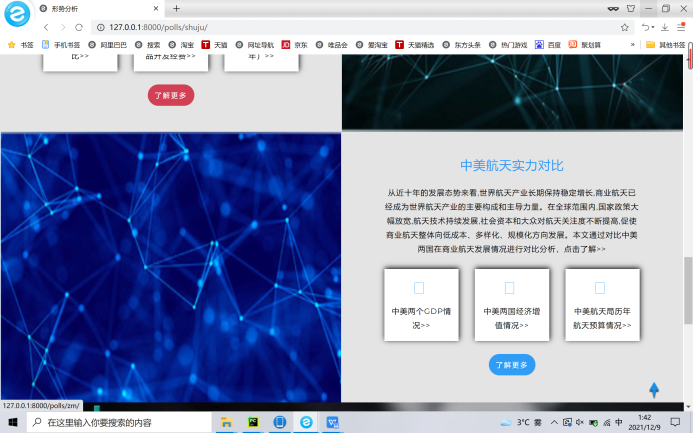 形势分析
127.0.0.1:8000/polls/shuju/
书签 手机书签 阿里巴巴 搜索 淘宝 天猫 网址导航 京东 唯品会 爱淘宝 天猫精选 东方头条 热门游戏 百度 聚划算 » 其他书签
比>> 品开发经费>> 年）>>
了解更多
中美航天实力对比
从近十年的发展态势来看,世界航天产业长期保持稳定增长,商业航天已
经成为世界航天产业的主要构成和主导力量。在全球范围内,国家政策大
幅放宽,航天技术持续发展,社会资本和大众对航天关注度不断提高,促使
商业航天整体向低成本、多样化、规模化方向发展。本文通过对比中美
两国在商业航天发展情况进行对比分析，点击了解>>
中美两个GDP情
况>>
中美两国经济增
值情况>>
中美航天局历年
航天预算情况>>
了解更多
127.0.0.1:8000/polls/zm/
在这里输入你要搜索的内容
3°C 雾
中
1:42
2021/12/9